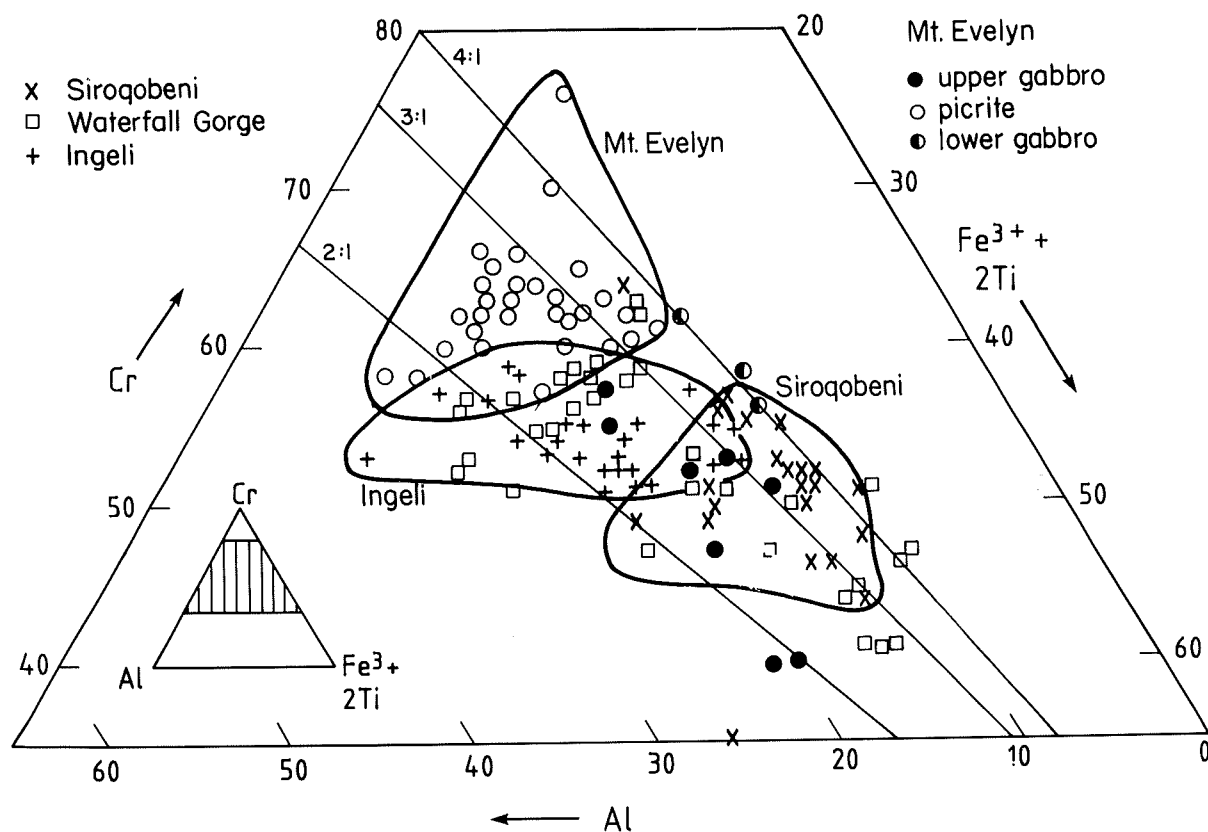 80
20
4:1
Mt. Evelyn
x Siroqobeni
□ Waterfall Gorge
+ Ingeli
● upper gabbro
○ picrite
◐ lower gabbro
3:1
Mt. Evelyn
70
30
2:1
Fe3+ +
2Ti
60
40
Cr
Siroqobeni
Ingeli
50
50
Cr
40
60
Al
Fe3+
2Ti
60
50
40
30
20
10
0
Al